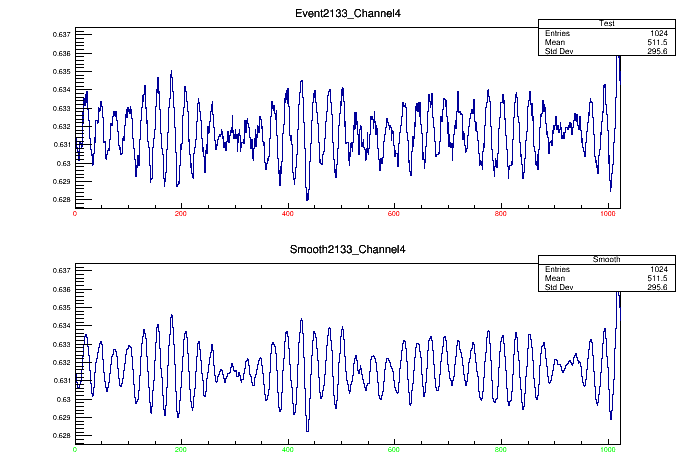 Event2133_Channel4
Test
Entries 1024
Mean 511.5
Std Dev 295.6
0.637
0.636
0.635
0.634
0.633
0.632
0.631
0.63
0.629
0.628
0 200 400 600 800 1000
Smooth2133_Channel4
Smooth
Entries 1024
Mean 511.5
Std Dev 295.6
0.637
0.636
0.635
0.634
0.633
0.632
0.631
0.63
0.629
0.628
0 200 400 600 800 1000